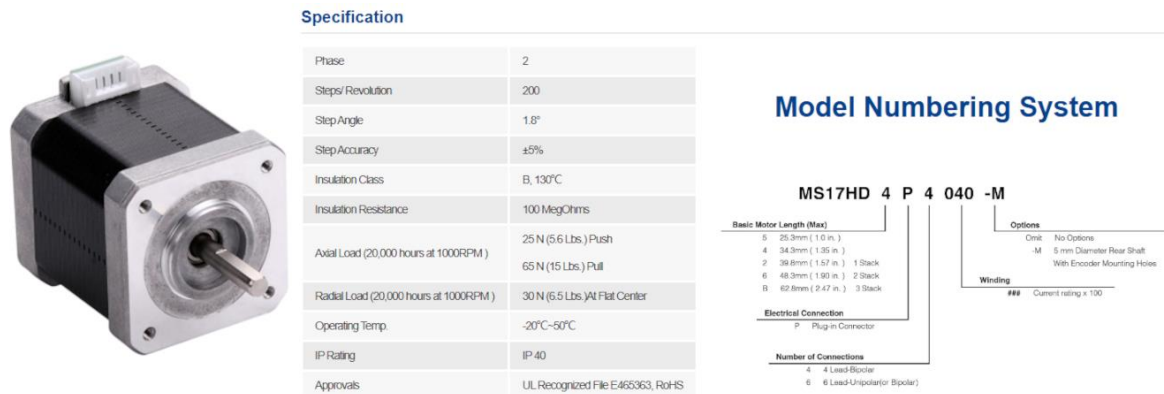 Specification
Phase 2
Steps/ Revolution 200
Step Angle 1.8°
Step Accuracy ±5%
Insulation Class B, 130°C
Insulation Resistance 100 MegOhms
Axial Load (20,000 hours at 1000RPM ) 25 N (5.6 Lbs.) Push
65 N (15 Lbs.) Pull
Radial Load (20,000 hours at 1000RPM ) 30 N (6.5 Lbs.)At Flat Center
Operating Temp. -20°C~50°C
IP Rating IP 40
Approvals UL Recognized File E465363, RoHS
Model Numbering System
MS17HD 4 P 4 040 -M
Basic Motor Length (Max)
5 25.3mm ( 1.0 in. )
4 34.3mm ( 1.35 in. )
2 39.8mm ( 1.57 in. ) 1 Stack
6 48.3mm ( 1.90 in. ) 2 Stack
B 62.8mm ( 2.47 in. ) 3 Stack
Options
Omit No Options
-M 5 mm Diameter Rear Shaft
With Encoder Mounting Holes
Winding
### Current rating x 100
Electrical Connection
P Plug-in Connector
Number of Connections
4 4 Lead-Bipolar
6 6 Lead-Unipolar(or Bipolar)